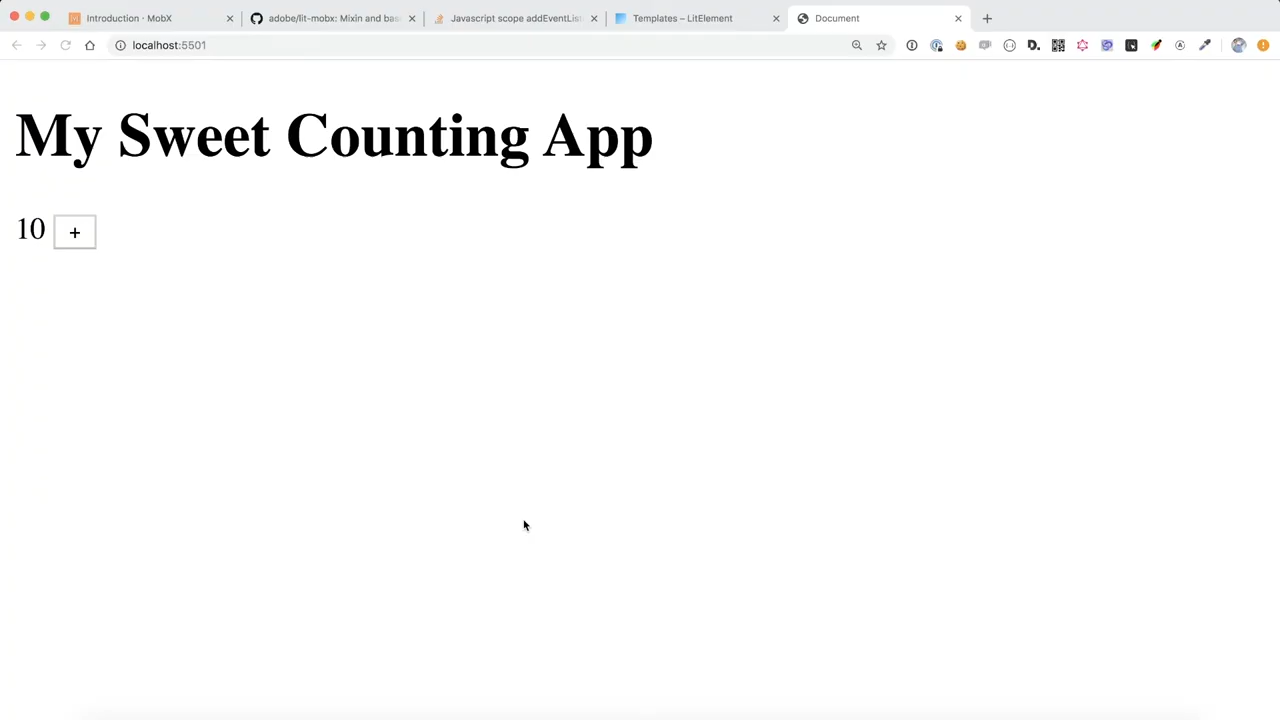 Introduction · MobX
adobe/lit-mobx: Mixin and bas
Javascript scope addEventList
Templates – LitElement
Document
localhost:5501
D.
My Sweet Counting App
10 +